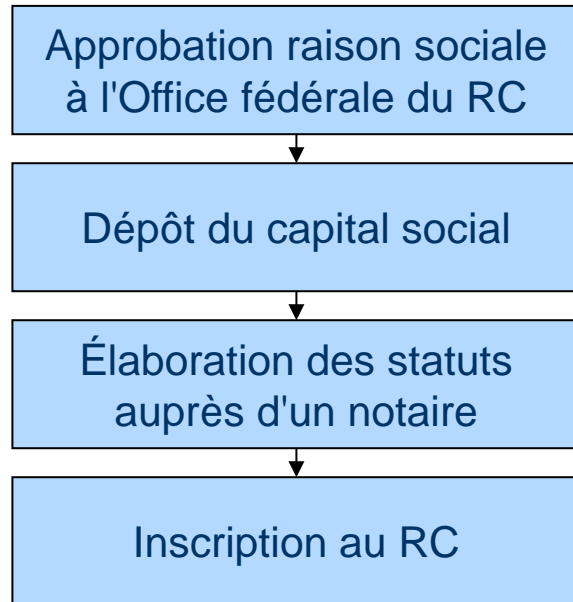 Approbation raison sociale
à l'Office fédérale du RC
Dépôt du capital social
Élaboration des statuts
auprès d'un notaire
Inscription au RC